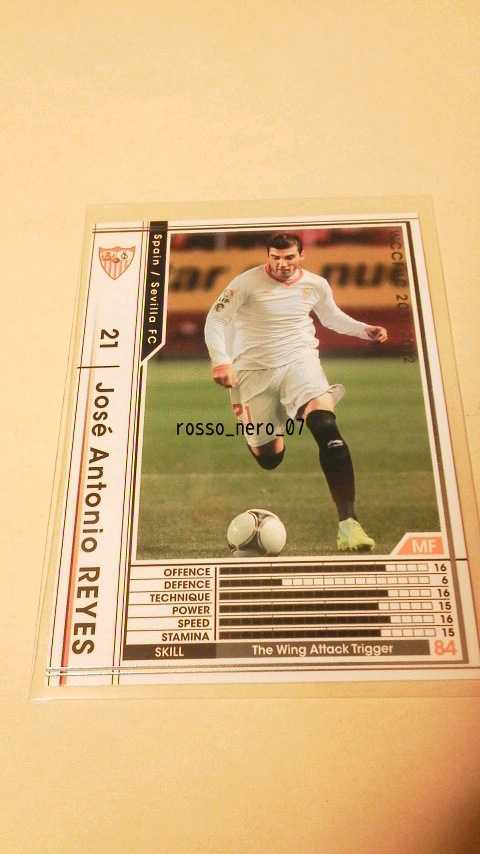 Spain / Sevilla FC
21
José Antonio REYES
21
rosso_nero_07
MF
OFFENCE 16
DEFENCE 6
TECHNIQUE 16
POWER 15
SPEED 16
STAMINA 15
SKILL The Wing Attack Trigger 84